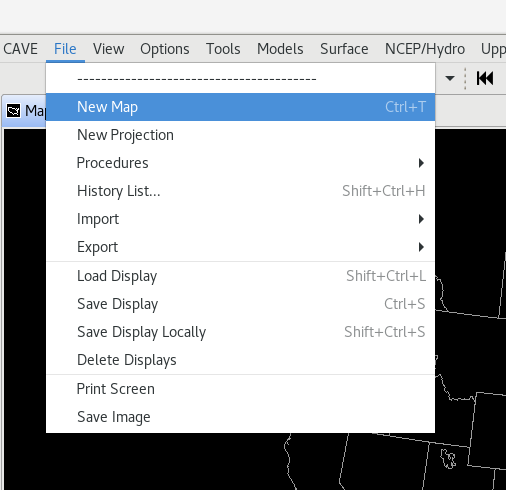 CAVE File View Options Tools Models Surface NCEP/Hydro Upp
----------------------------------------
Map
New Map Ctrl+T
New Projection
Procedures
History List... Shift+Ctrl+H
Import
Export
Load Display Shift+Ctrl+L
Save Display Ctrl+S
Save Display Locally Shift+Ctrl+S
Delete Displays
Print Screen
Save Image